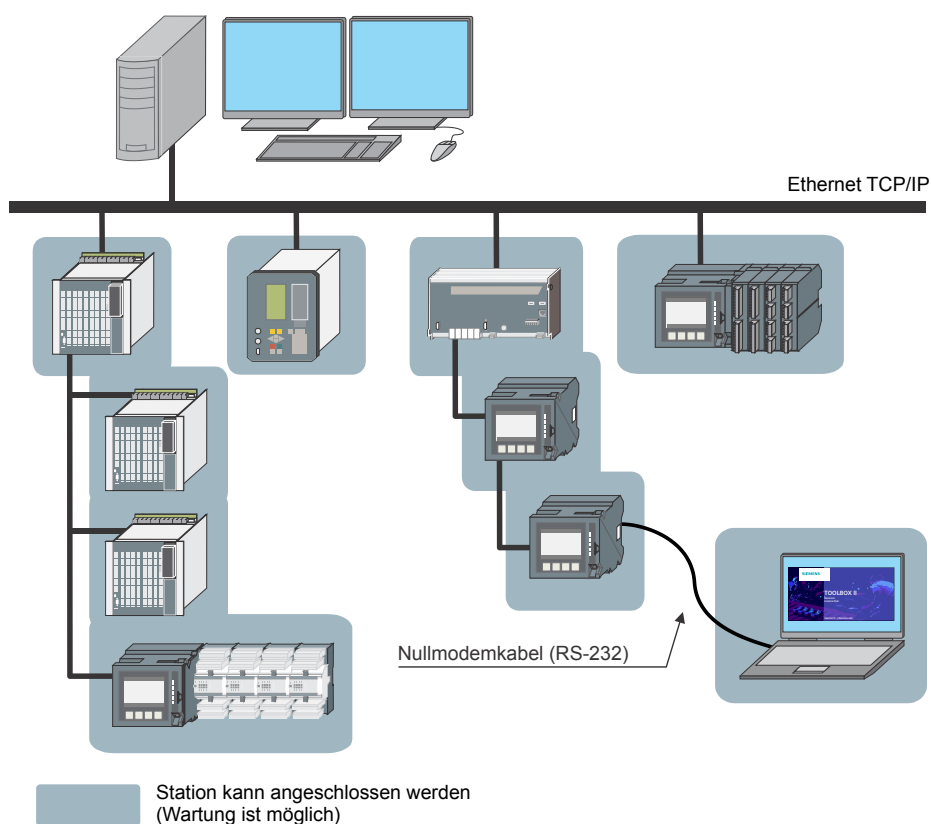 Ethernet TCP/IP
SIEMENS
TOOLBOX II
Nullmodemkabel (RS-232)
Station kann angeschlossen werden
(Wartung ist möglich)